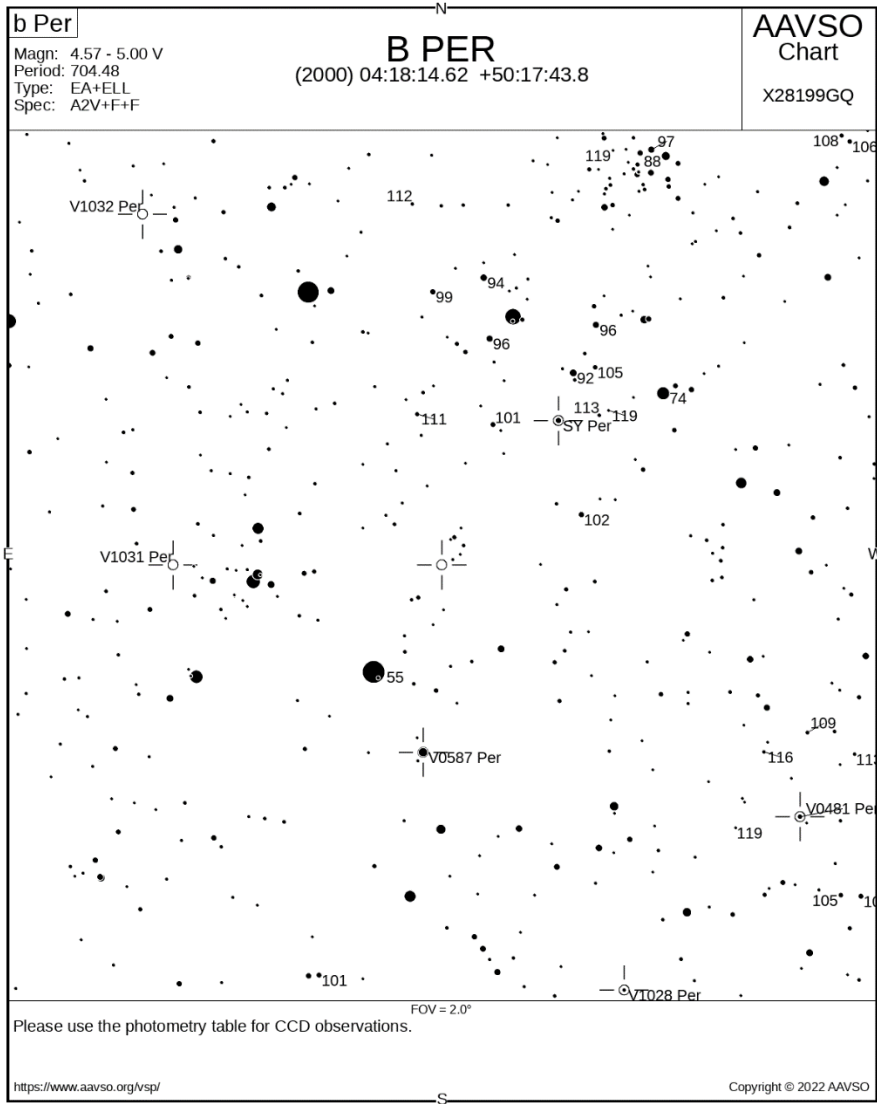 N
b Per
Magn: 4.57 - 5.00 V
Period: 704.48
Type: EA+ELL
Spec: A2V+F+F
B PER
(2000) 04:18:14.62 +50:17:43.8
AAVSO
Chart
X28199GQ
97
108
106
119
88
112
V1032 Per
94
99
96
96
92
105
74
113
119
111
101
SY Per
102
E
W
V1031 Per
55
109
V0587 Per
116
113
V0481 Per
119
105
10
101
V1028 Per
FOV = 2.0°
Please use the photometry table for CCD observations.
https://www.aavso.org/vsp/
Copyright © 2022 AAVSO
S